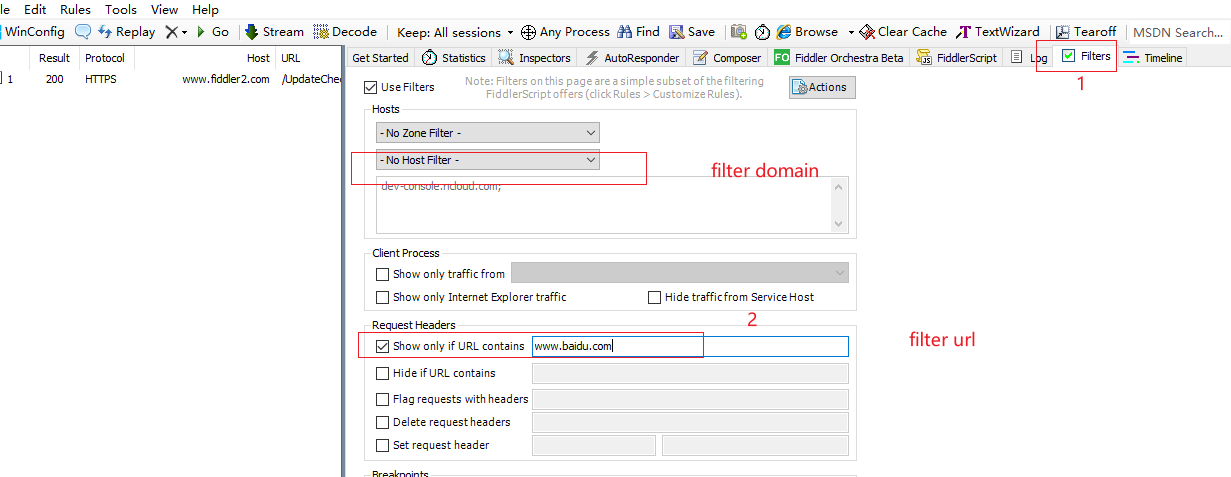 le Edit Rules Tools View Help
WinConfig Replay Go Stream Decode Keep: All sessions Any Process Find Save Browse Clear Cache TextWizard Tearoff MSDN Search...
Result Protocol Host URL
1 200 HTTPS www.fiddler2.com /UpdateChe
Get Started Statistics Inspectors AutoResponder Composer FO Fiddler Orchestra Beta FiddlerScript Log Filters Timeline
1
Use Filters
Note: Filters on this page are a simple subset of the filtering
FiddlerScript offers (click Rules > Customize Rules).
Actions
Hosts
- No Zone Filter -
- No Host Filter -
filter domain
Client Process
Show only traffic from
Show only Internet Explorer traffic Hide traffic from Service Host
2
Request Headers
Show only if URL contains www.baidu.com
filter url
Hide if URL contains
Flag requests with headers
Delete request headers
Set request header
Breakpoints